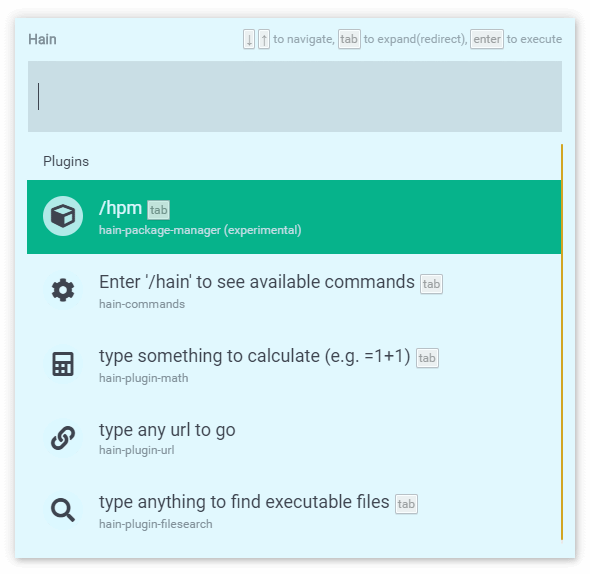 Hain ↓ ↑ to navigate, tab to expand(redirect), enter to execute
Plugins
/hpm tab
hain-package-manager (experimental)
Enter '/hain' to see available commands tab
hain-commands
type something to calculate (e.g. =1+1) tab
hain-plugin-math
type any url to go
hain-plugin-url
type anything to find executable files tab
hain-plugin-filesearch